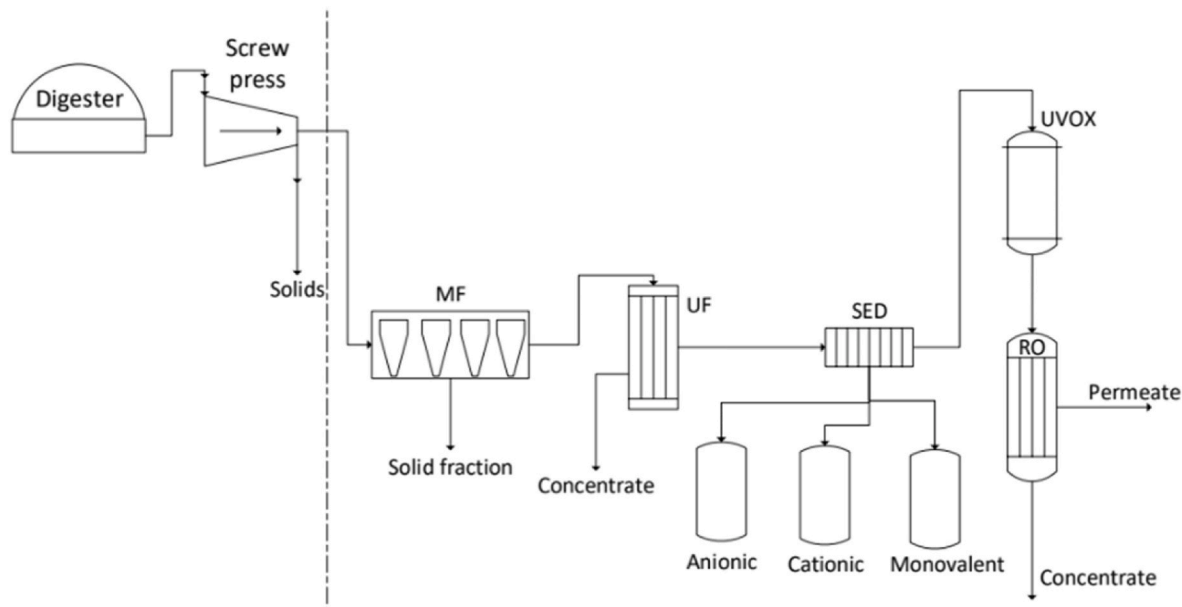 Screw
press
Digester
UVOX
Solids
MF
UF
SED
RO
Permeate
Solid fraction
Concentrate
Anionic
Cationic
Monovalent
Concentrate